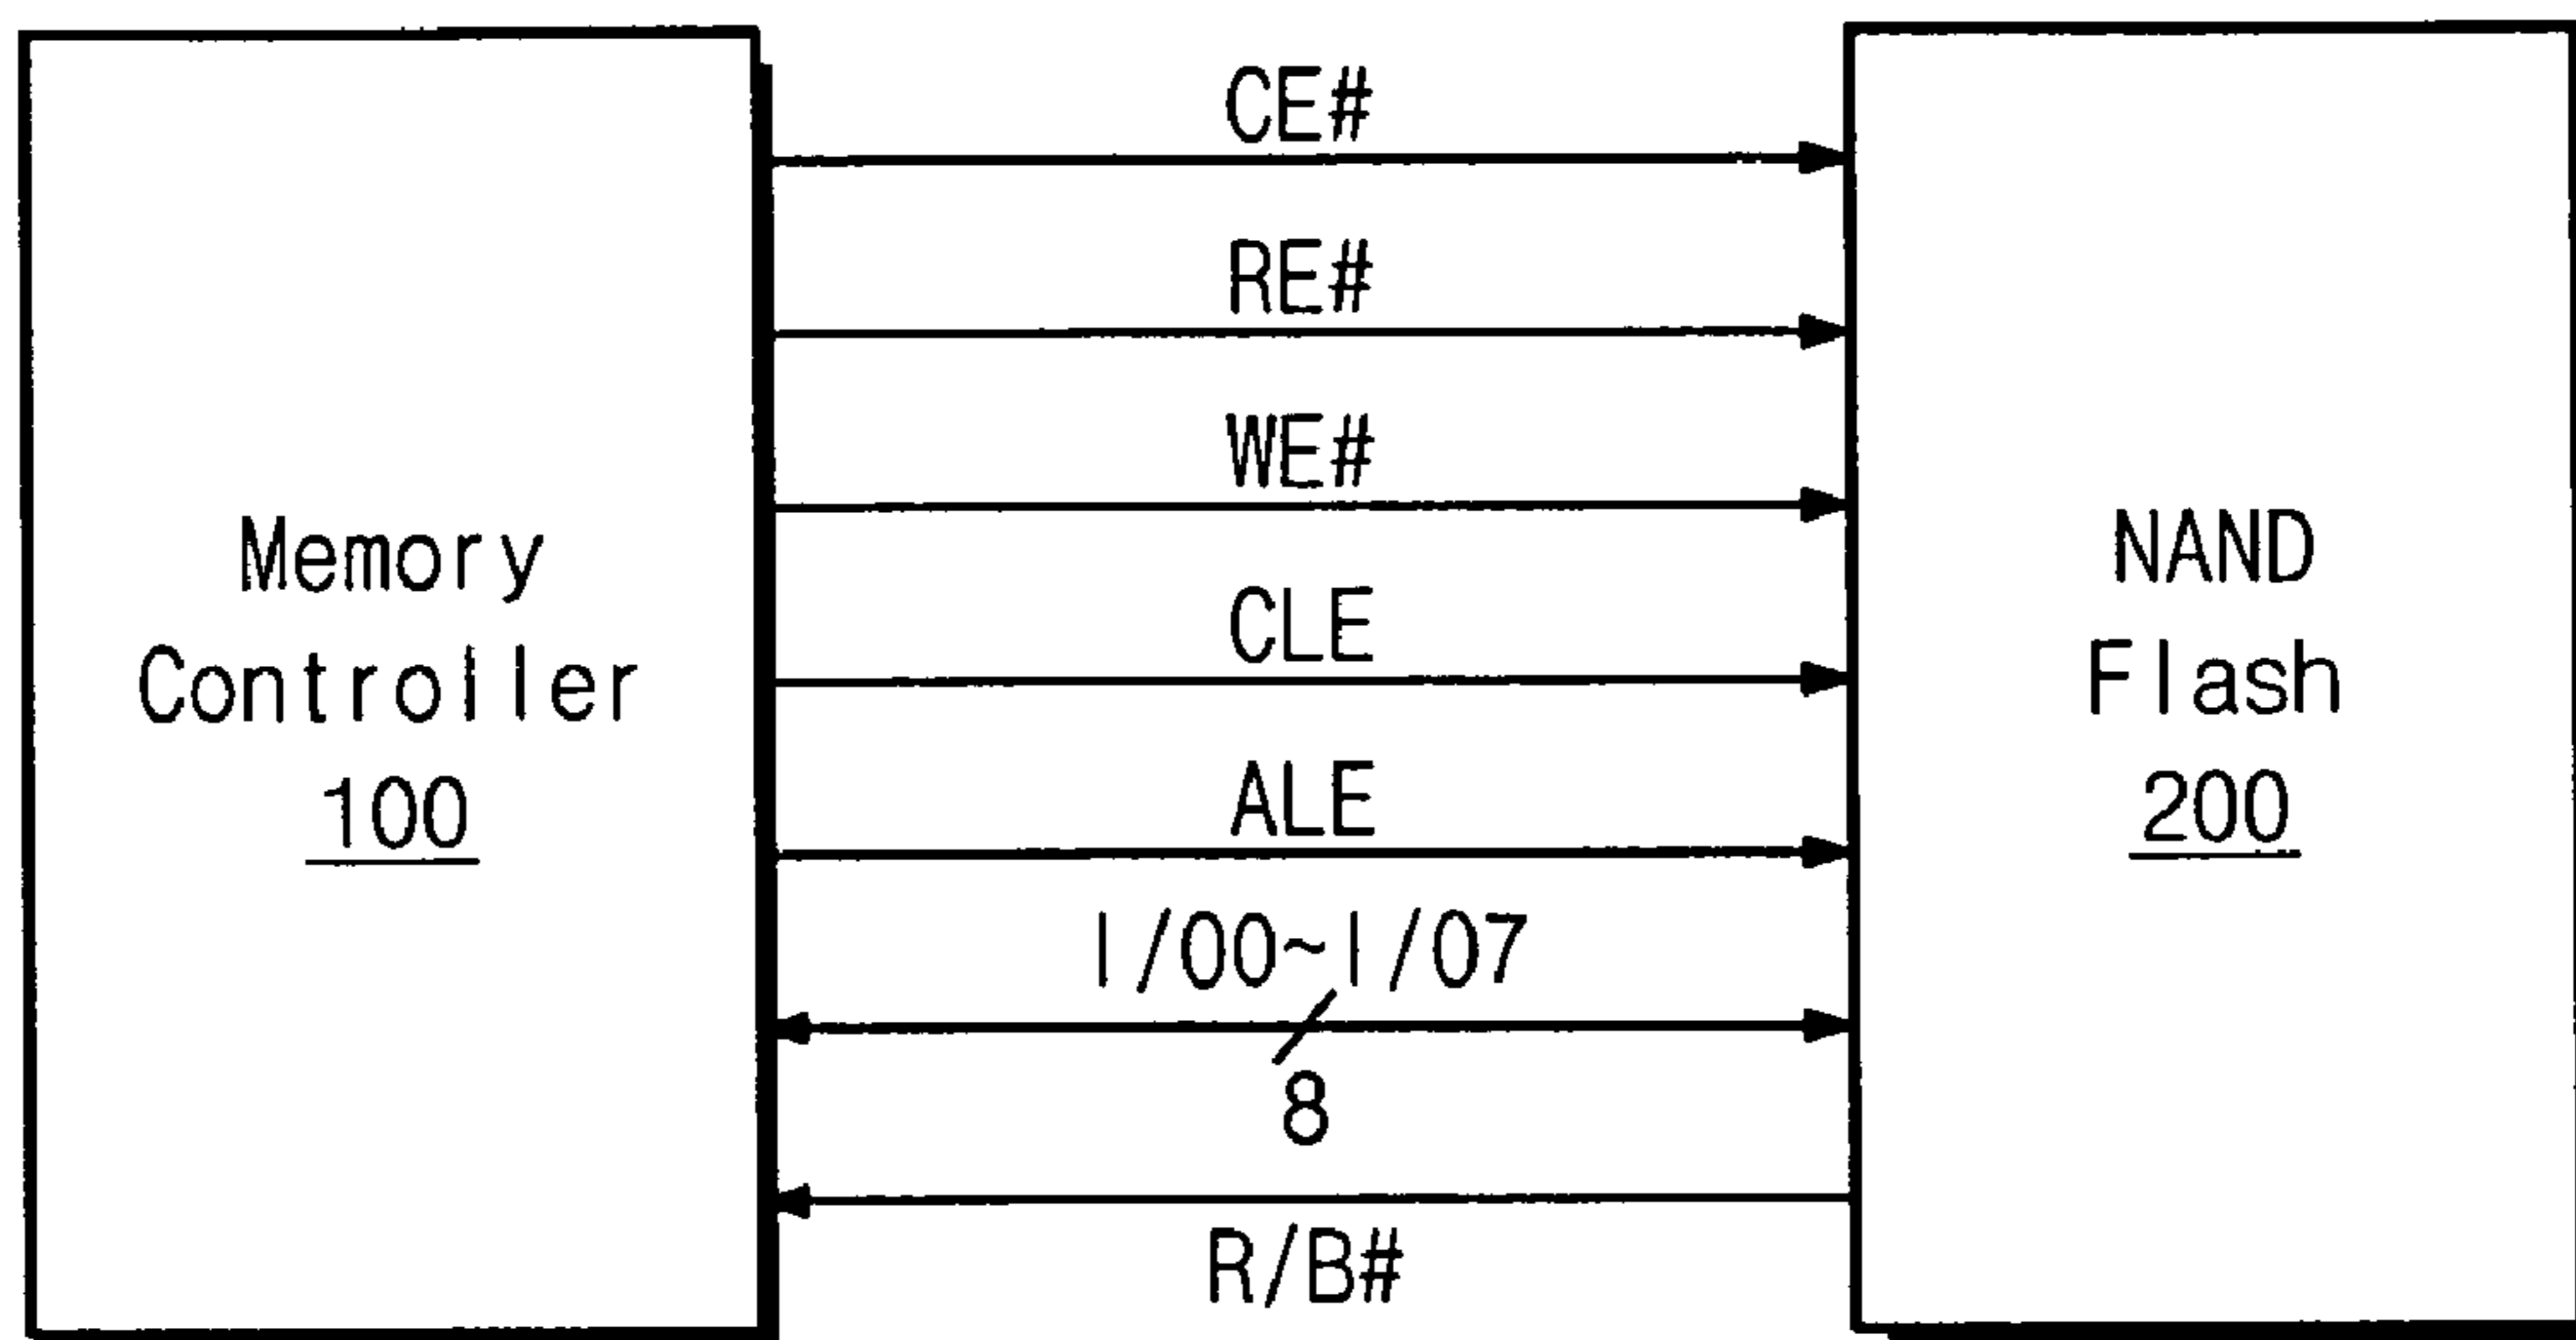 Memory
Controller
100
CE#
RE#
WE#
CLE
ALE
I/O0~I/O7
8
R/B#
NAND
Flash
200